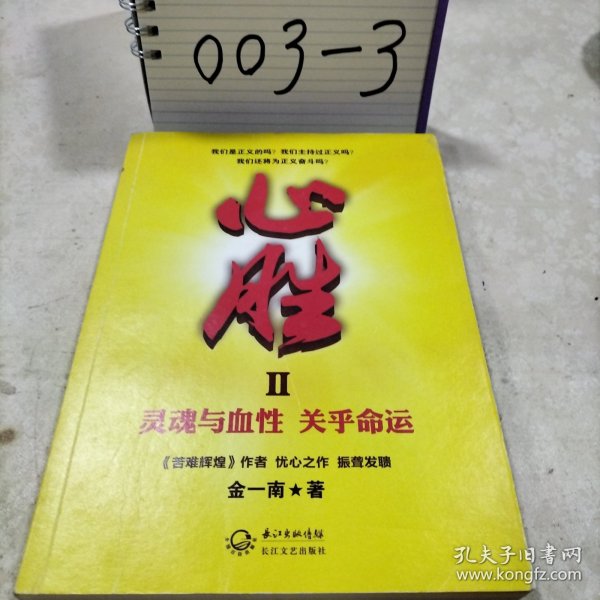 003-3
我们是正义的吗？ 我们主持过正义吗？
我们还将为正义奋斗吗？
心
胜
II
灵魂与血性 关乎命运
《苦难辉煌》作者 忧心之作 振聋发聩
金一南★著
长江出版传媒
长江文艺出版社
孔夫子旧书网
www.kongfz.com